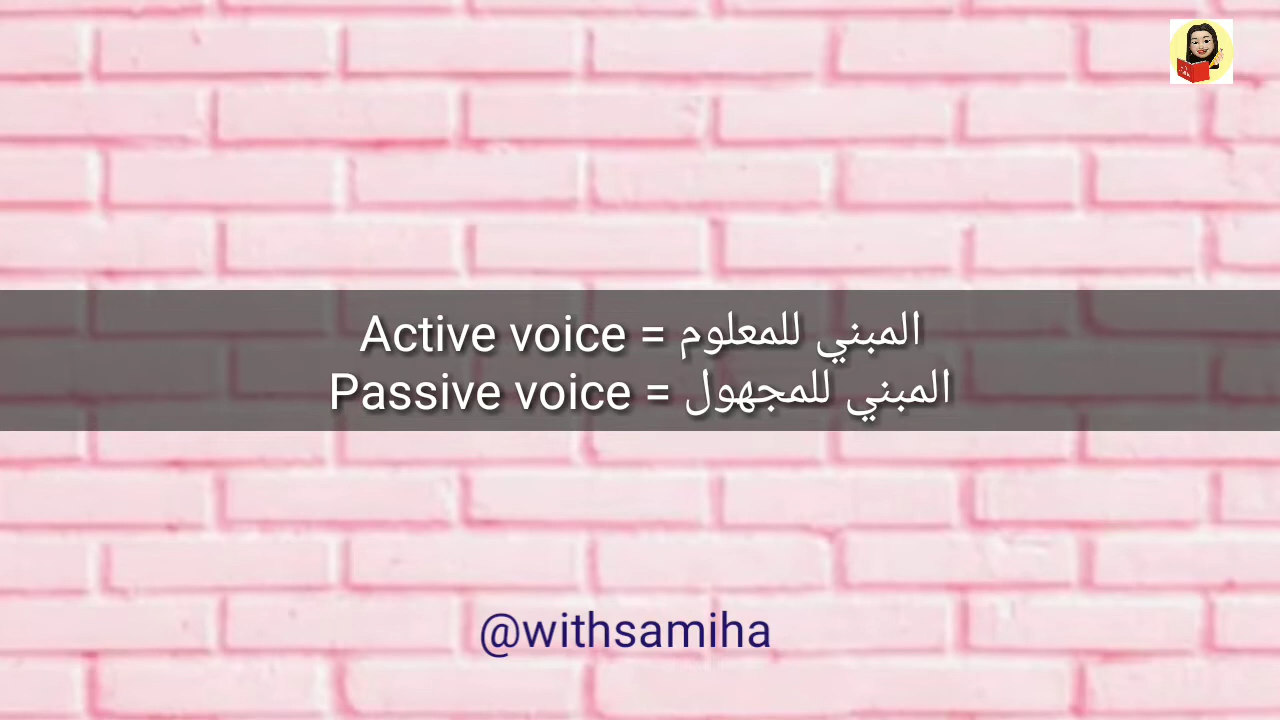 Active voice = المبني للمعلوم
Passive voice = المبني للمجهول
@withsamiha